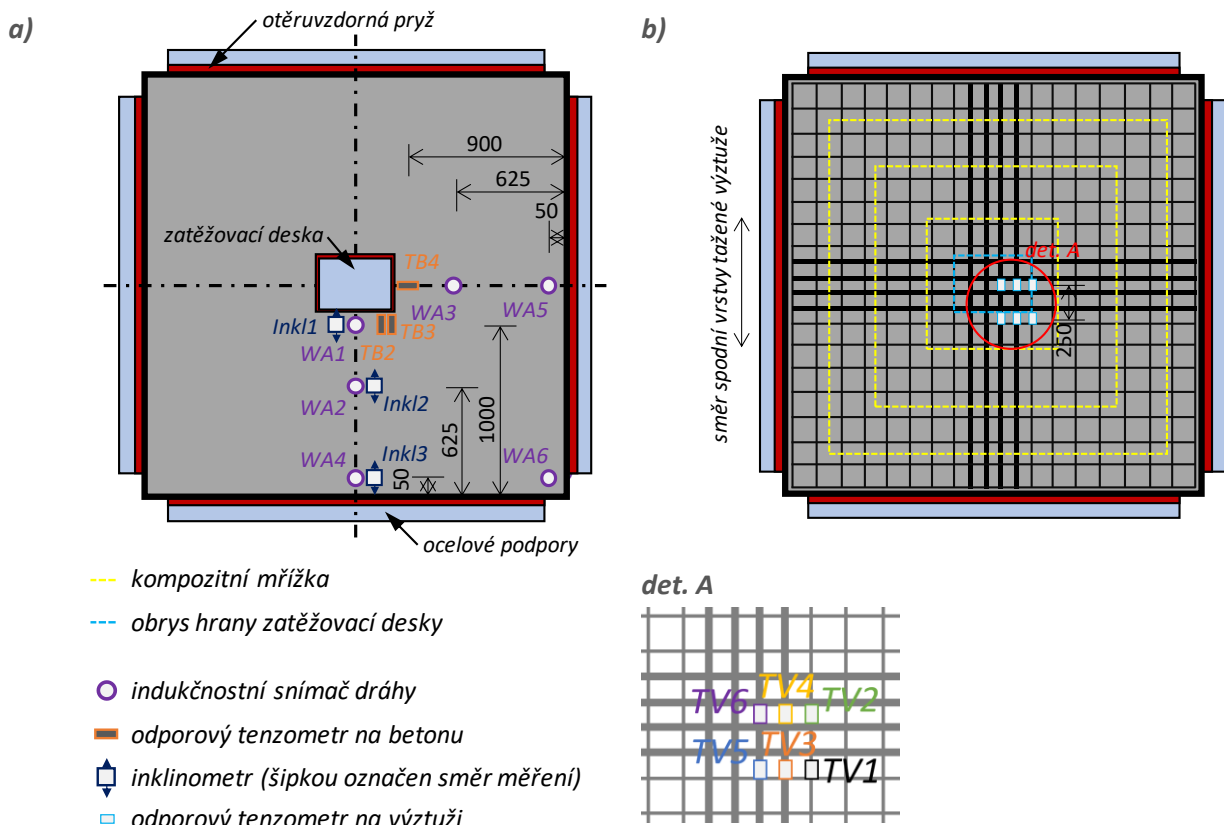 a)
otěruvzdorná pryž
900
625
50
zatěžovací deska
TB4
Inkl1
WA3
WA5
TB3
WA1
TB2
WA2
Inkl2
625
1000
WA4
Inkl3
50
WA6
ocelové podpory
b)
směr spodní vrstvy tažené výztuže
det. A
250
kompozitní mřížka
obrys hrany zatěžovací desky
indukčnostní snímač dráhy
odporový tenzometr na betonu
inklinometr (šipkou označen směr měření)
odporový tenzometr na výztuži
det. A
TV6
TV4
TV2
TV5
TV3
TV1